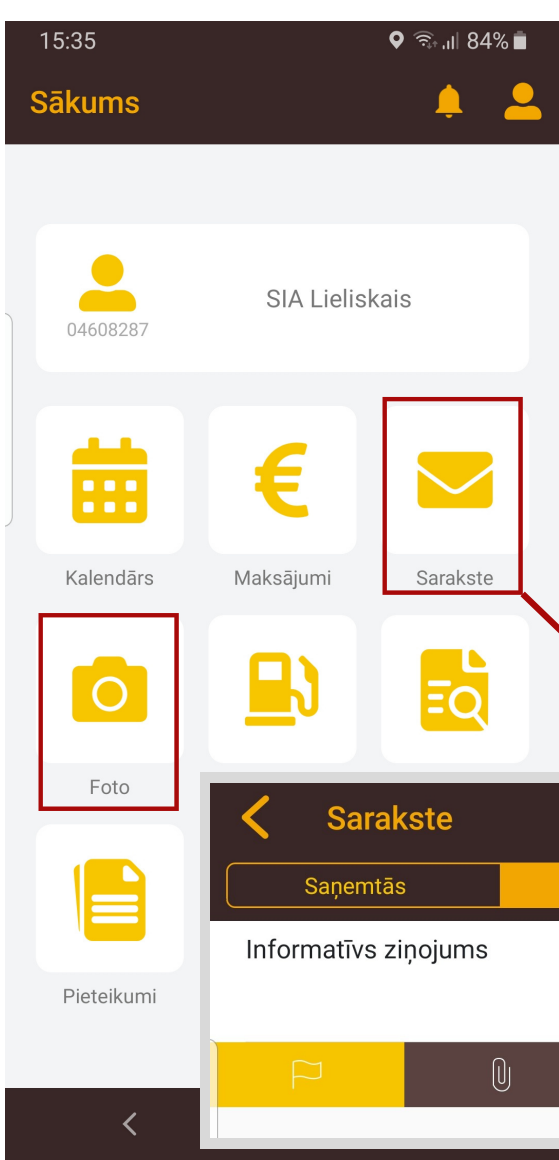 15:35 84%
Sākums
SIA Lieliskais
04608287
Kalendārs Maksājumi Sarakste
Foto
Pieteikumi
Sarakste
Saņemtās
Informatīvs ziņojums